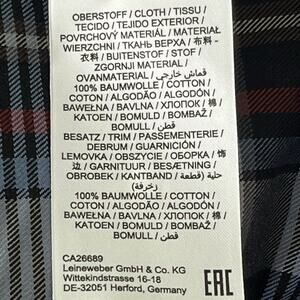 OBERSTOFF / CLOTH / TISSU /
TECIDO / TEJIDO EXTERIOR /
POVRCHOVÝ MATERIÁL / MATERIAŁ
WIERZCHNI / ТКАНЬ ВЕРХА / 布料 -
衣料 / BUITENSTOF / STOF /
ZGORNJI MATERIAL /
OVANMATERIAL / قماش خارجي /
100% BAUMWOLLE / COTTON /
COTON / ALGODÃO / ALGODÓN /
BAWEŁNA / BAVLNA / ХЛОПОК / 棉 /
KATOEN / BOMULD / BOMBAŽ /
BOMULL / قطن /
BESATZ / TRIM / PASSEMENTERIE /
DEBRUM / GUARNICIÓN /
LEMOVKA / OBSZYCIE / ОБОРКА / 饰
边 / GARNITUUR / BESÆTNING /
OBROBEK / KANTBAND / حلية (قطعة
زخرفة) /
100% BAUMWOLLE / COTTON /
COTON / ALGODÃO / ALGODÓN /
BAWEŁNA / BAVLNA / ХЛОПОК / 棉 /
KATOEN / BOMULD / BOMBAŽ /
BOMULL / قطن /
CA26689
Leineweber GmbH & Co. KG
Wittekindstrasse 16-18
DE-32051 Herford, Germany
EAC